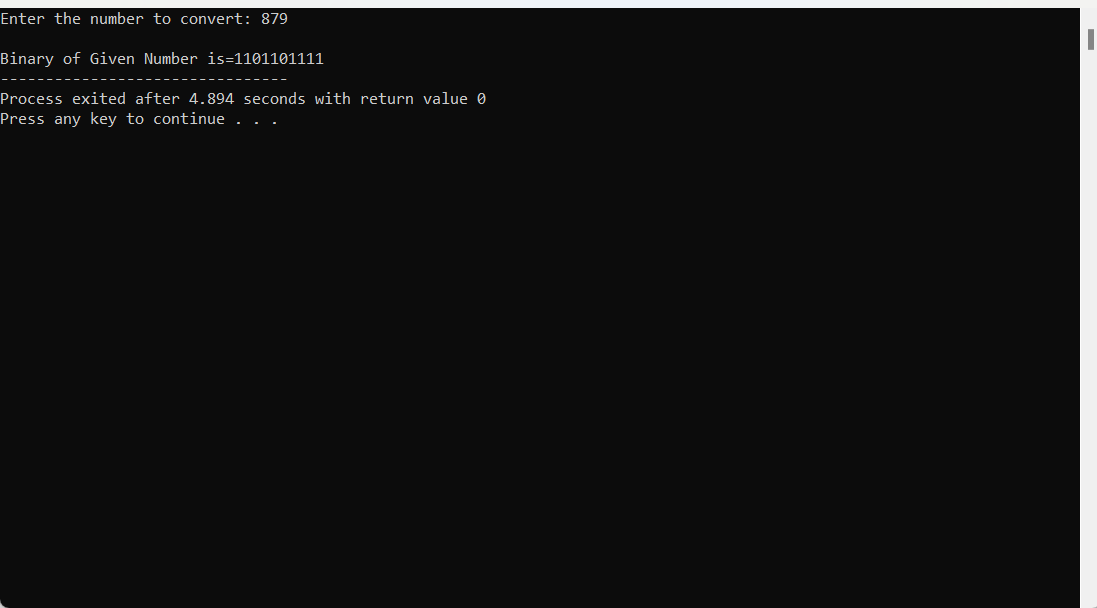 Enter the number to convert: 879
Binary of Given Number is=1101101111
--------------------------------
Process exited after 4.894 seconds with return value 0
Press any key to continue . . .